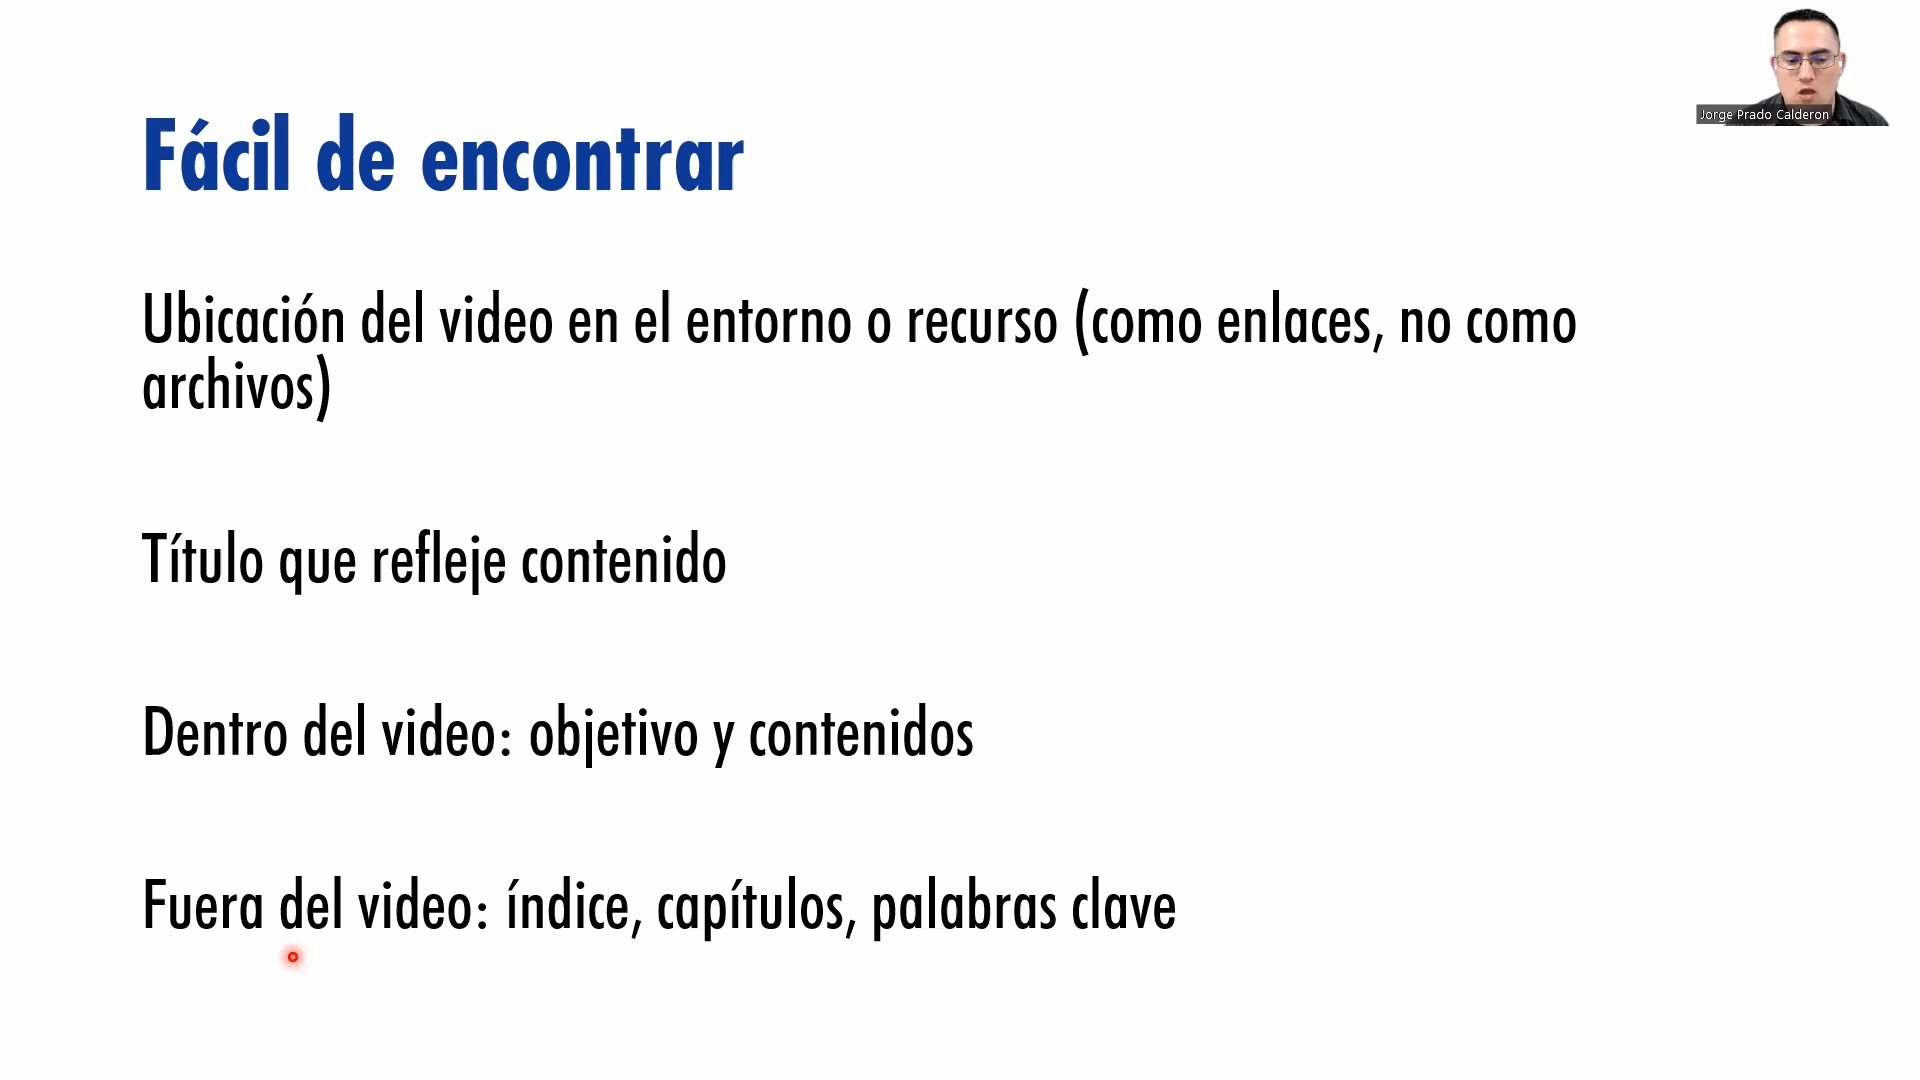 Jorge Prado Calderon
Fácil de encontrar
Ubicación del video en el entorno o recurso (como enlaces, no como
archivos)
Título que refleje contenido
Dentro del video: objetivo y contenidos
Fuera del video: índice, capítulos, palabras clave